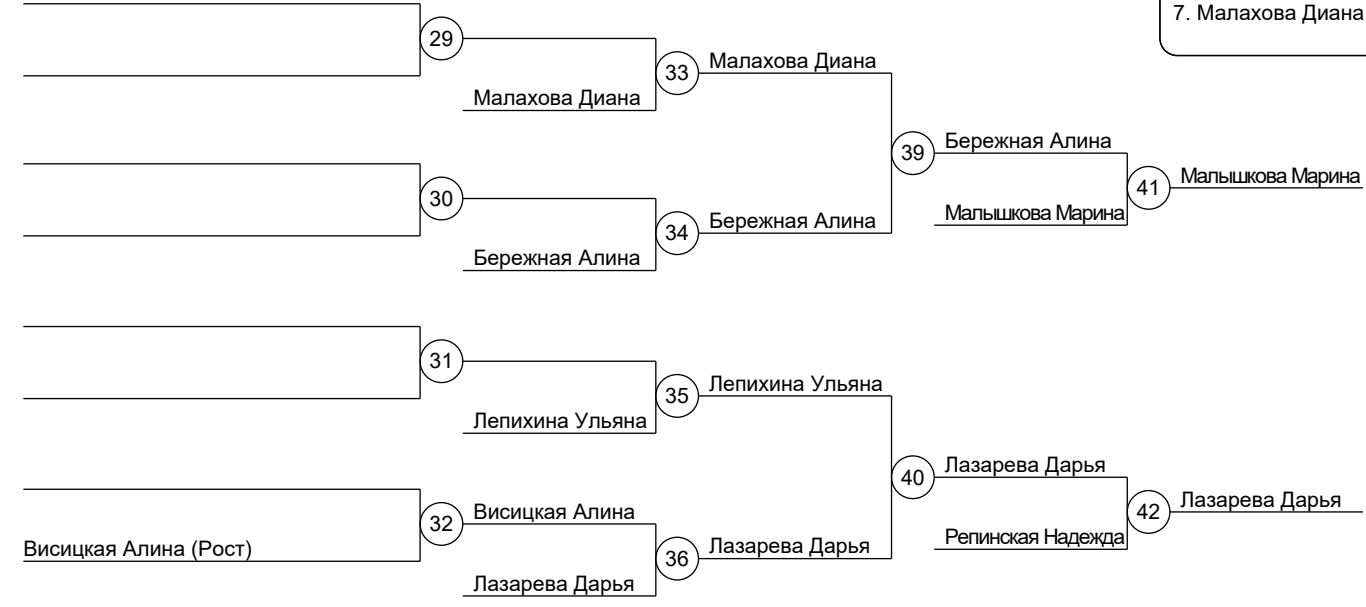 7. Малахова Диана
29
Малахова Диана
33
Малахова Диана
39
Бережная Алина
41
Малышкова Марина
Малышкова Марина
30
34
Бережная Алина
Бережная Алина
31
35
Лепихина Ульяна
Лепихина Ульяна
40
Лазарева Дарья
42
Лазарева Дарья
Репинская Надежда
32
Висицкая Алина
Висицкая Алина (Рост)
36
Лазарева Дарья
Лазарева Дарья